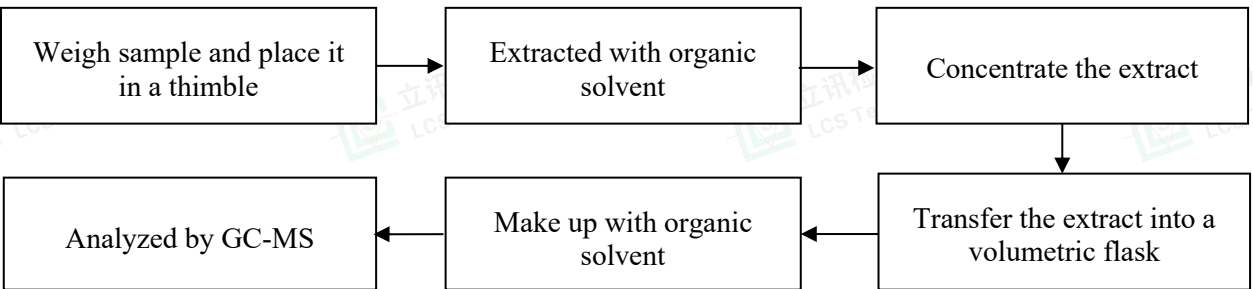 Weigh sample and place it
in a thimble
Extracted with organic
solvent
Concentrate the extract
Transfer the extract into a
volumetric flask
Make up with organic
solvent
Analyzed by GC-MS